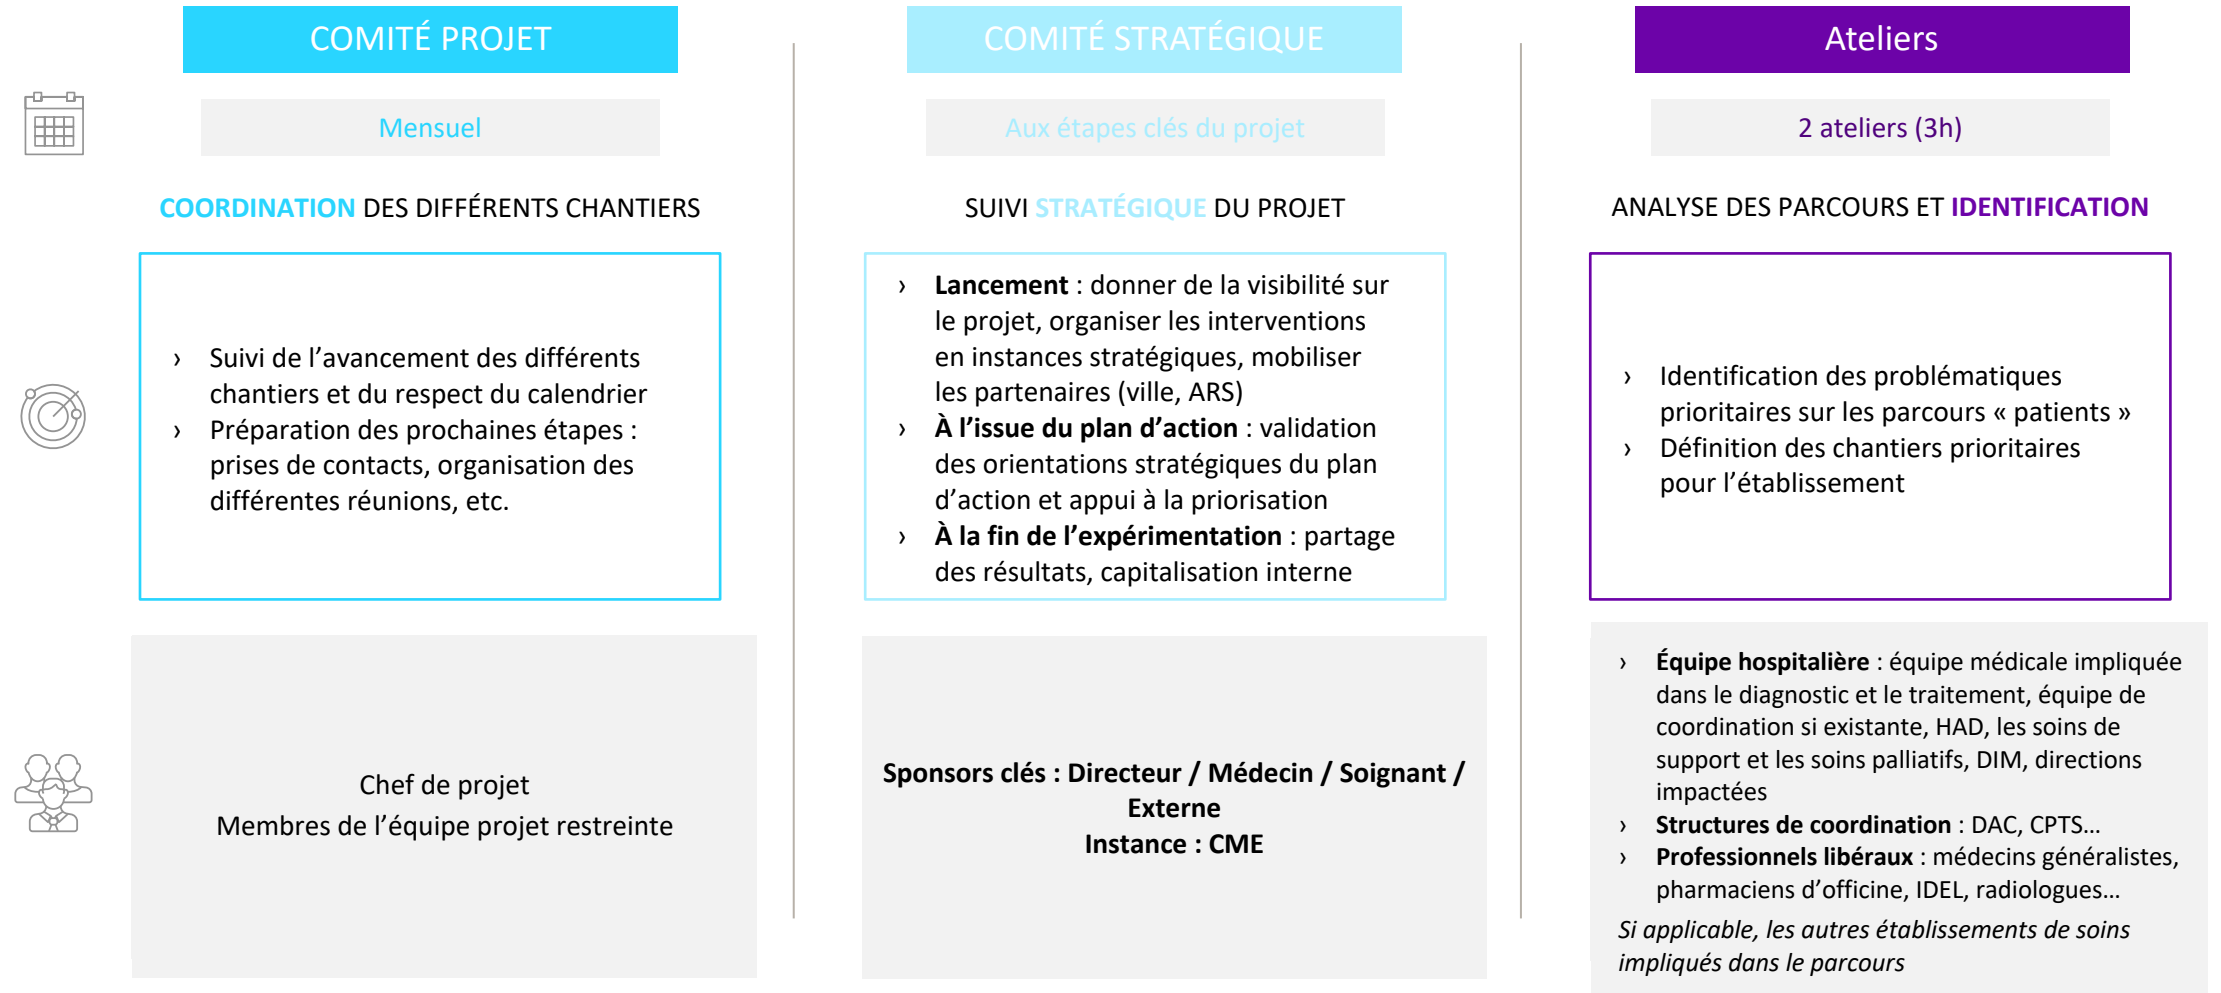 COMITÉ PROJET
Mensuel
COORDINATION DES DIFFÉRENTS CHANTIERS
› Suivi de l’avancement des différents
chantiers et du respect du calendrier
› Préparation des prochaines étapes :
prises de contacts, organisation des
différentes réunions, etc.
Chef de projet
Membres de l’équipe projet restreinte
COMITÉ STRATÉGIQUE
Aux étapes clés du projet
SUIVI STRATÉGIQUE DU PROJET
› Lancement : donner de la visibilité sur
le projet, organiser les interventions
en instances stratégiques, mobiliser
les partenaires (ville, ARS)
› À l’issue du plan d’action : validation
des orientations stratégiques du plan
d’action et appui à la priorisation
› À la fin de l’expérimentation : partage
des résultats, capitalisation interne
Sponsors clés : Directeur / Médecin / Soignant /
Externe
Instance : CME
Ateliers
2 ateliers (3h)
ANALYSE DES PARCOURS ET IDENTIFICATION
› Identification des problématiques
prioritaires sur les parcours « patients »
› Définition des chantiers prioritaires
pour l’établissement
› Équipe hospitalière : équipe médicale impliquée
dans le diagnostic et le traitement, équipe de
coordination si existante, HAD, les soins de
support et les soins palliatifs, DIM, directions
impactées
› Structures de coordination : DAC, CPTS…
› Professionnels libéraux : médecins généralistes,
pharmaciens d’officine, IDEL, radiologues…
Si applicable, les autres établissements de soins
impliqués dans le parcours